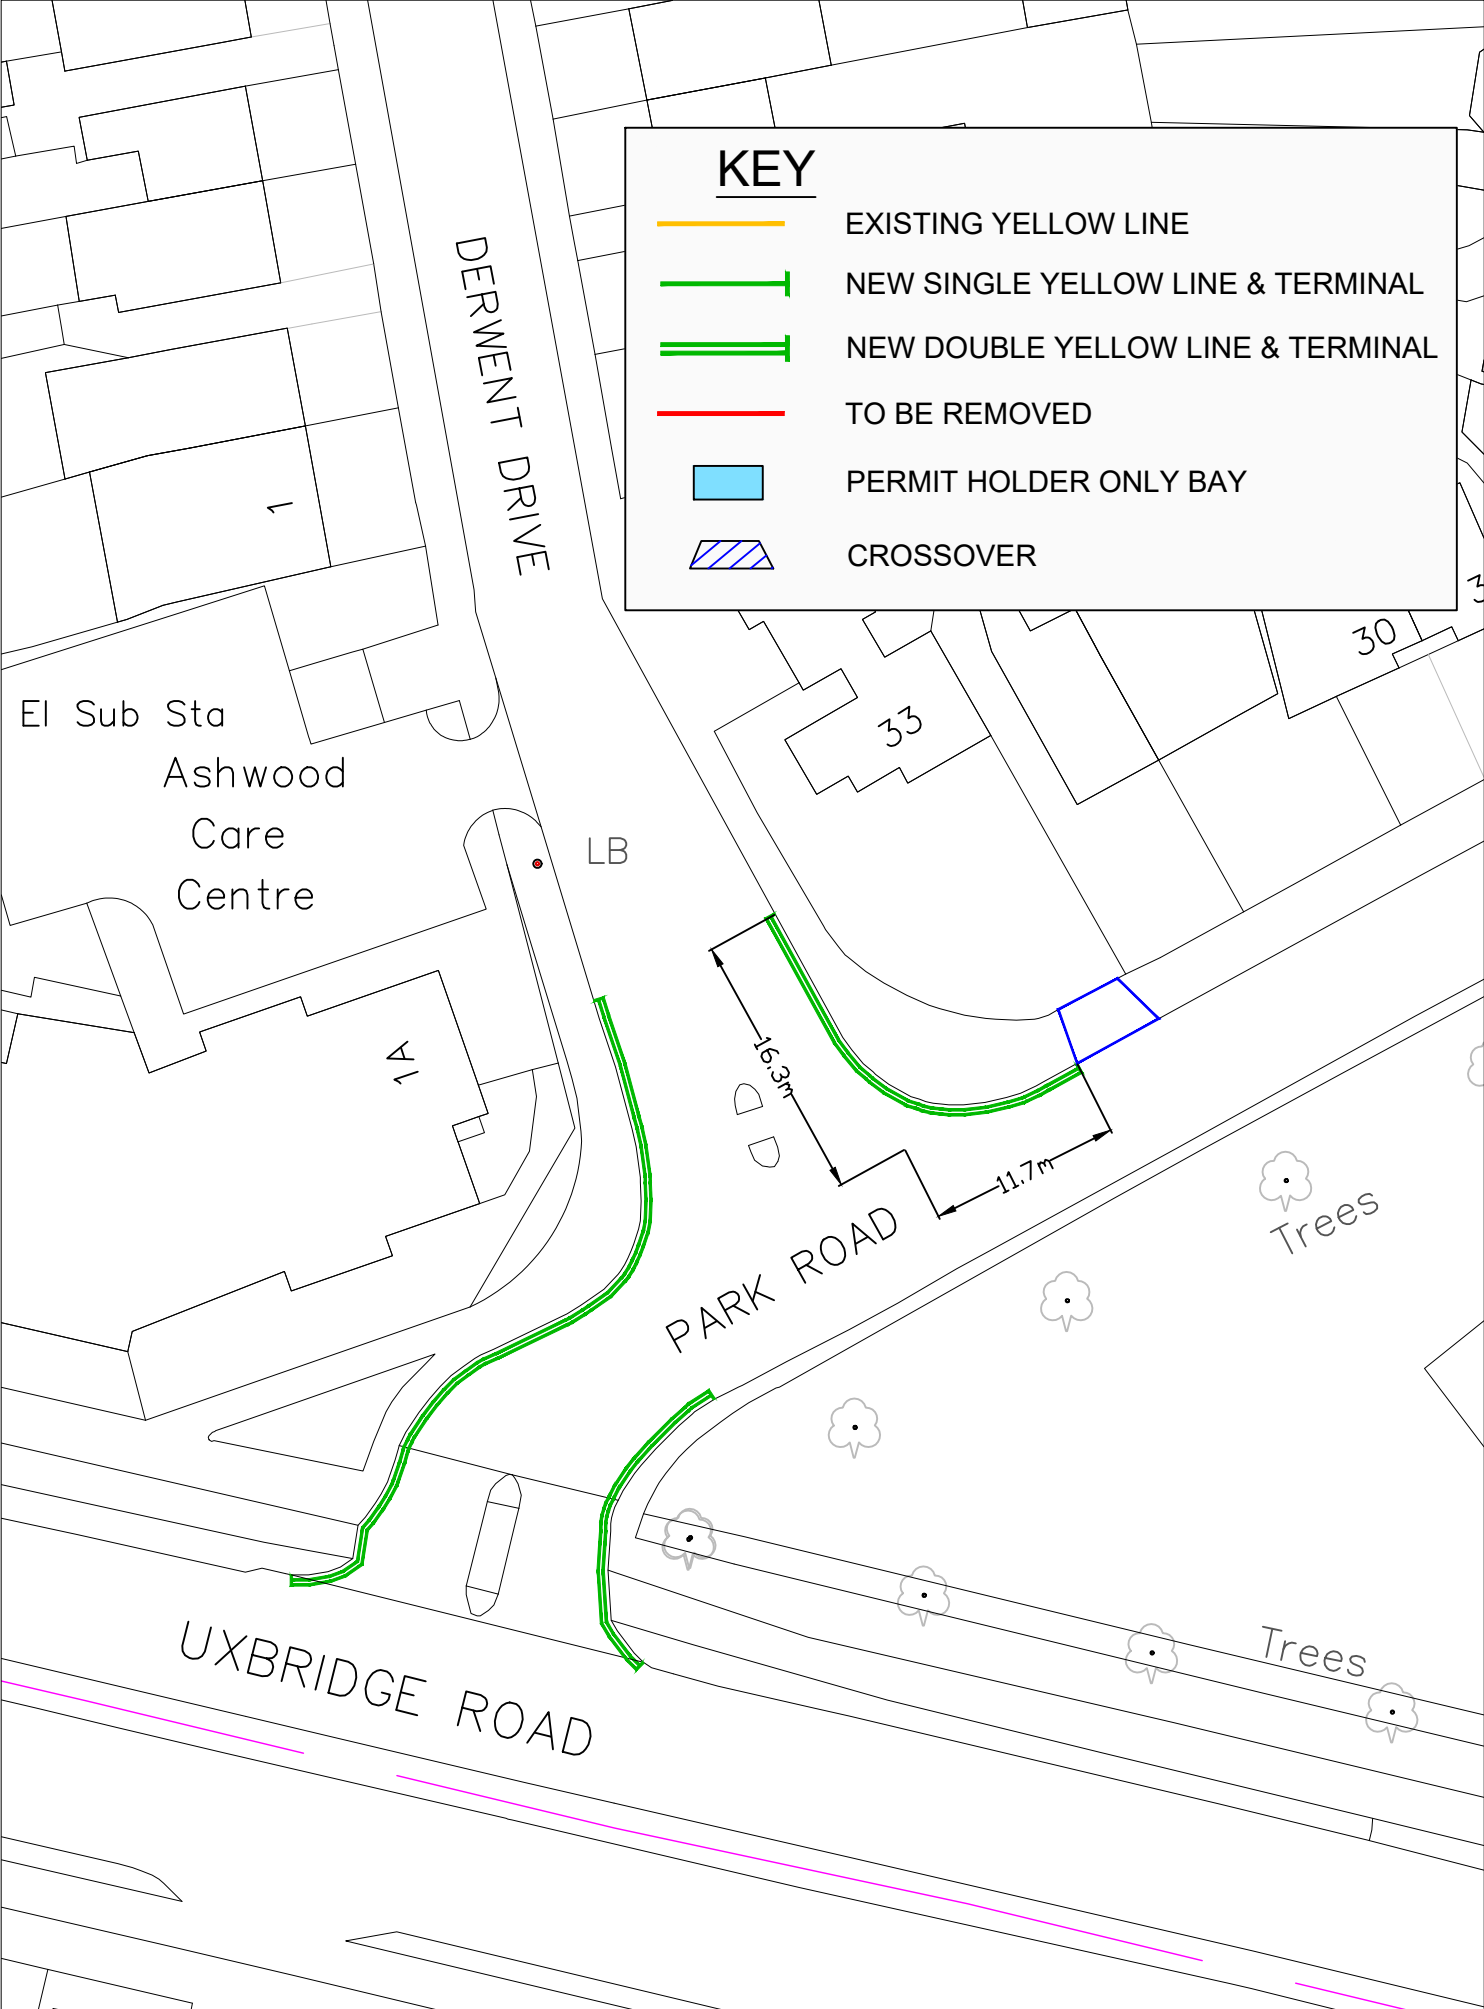 KEY
EXISTING YELLOW LINE
NEW SINGLE YELLOW LINE & TERMINAL
NEW DOUBLE YELLOW LINE & TERMINAL
TO BE REMOVED
PERMIT HOLDER ONLY BAY
CROSSOVER
DERWENT DRIVE
1
30
33
El Sub Sta
Ashwood
Care
Centre
LB
1A
16.3m
11.7m
PARK ROAD
Trees
UXBRIDGE ROAD
Trees